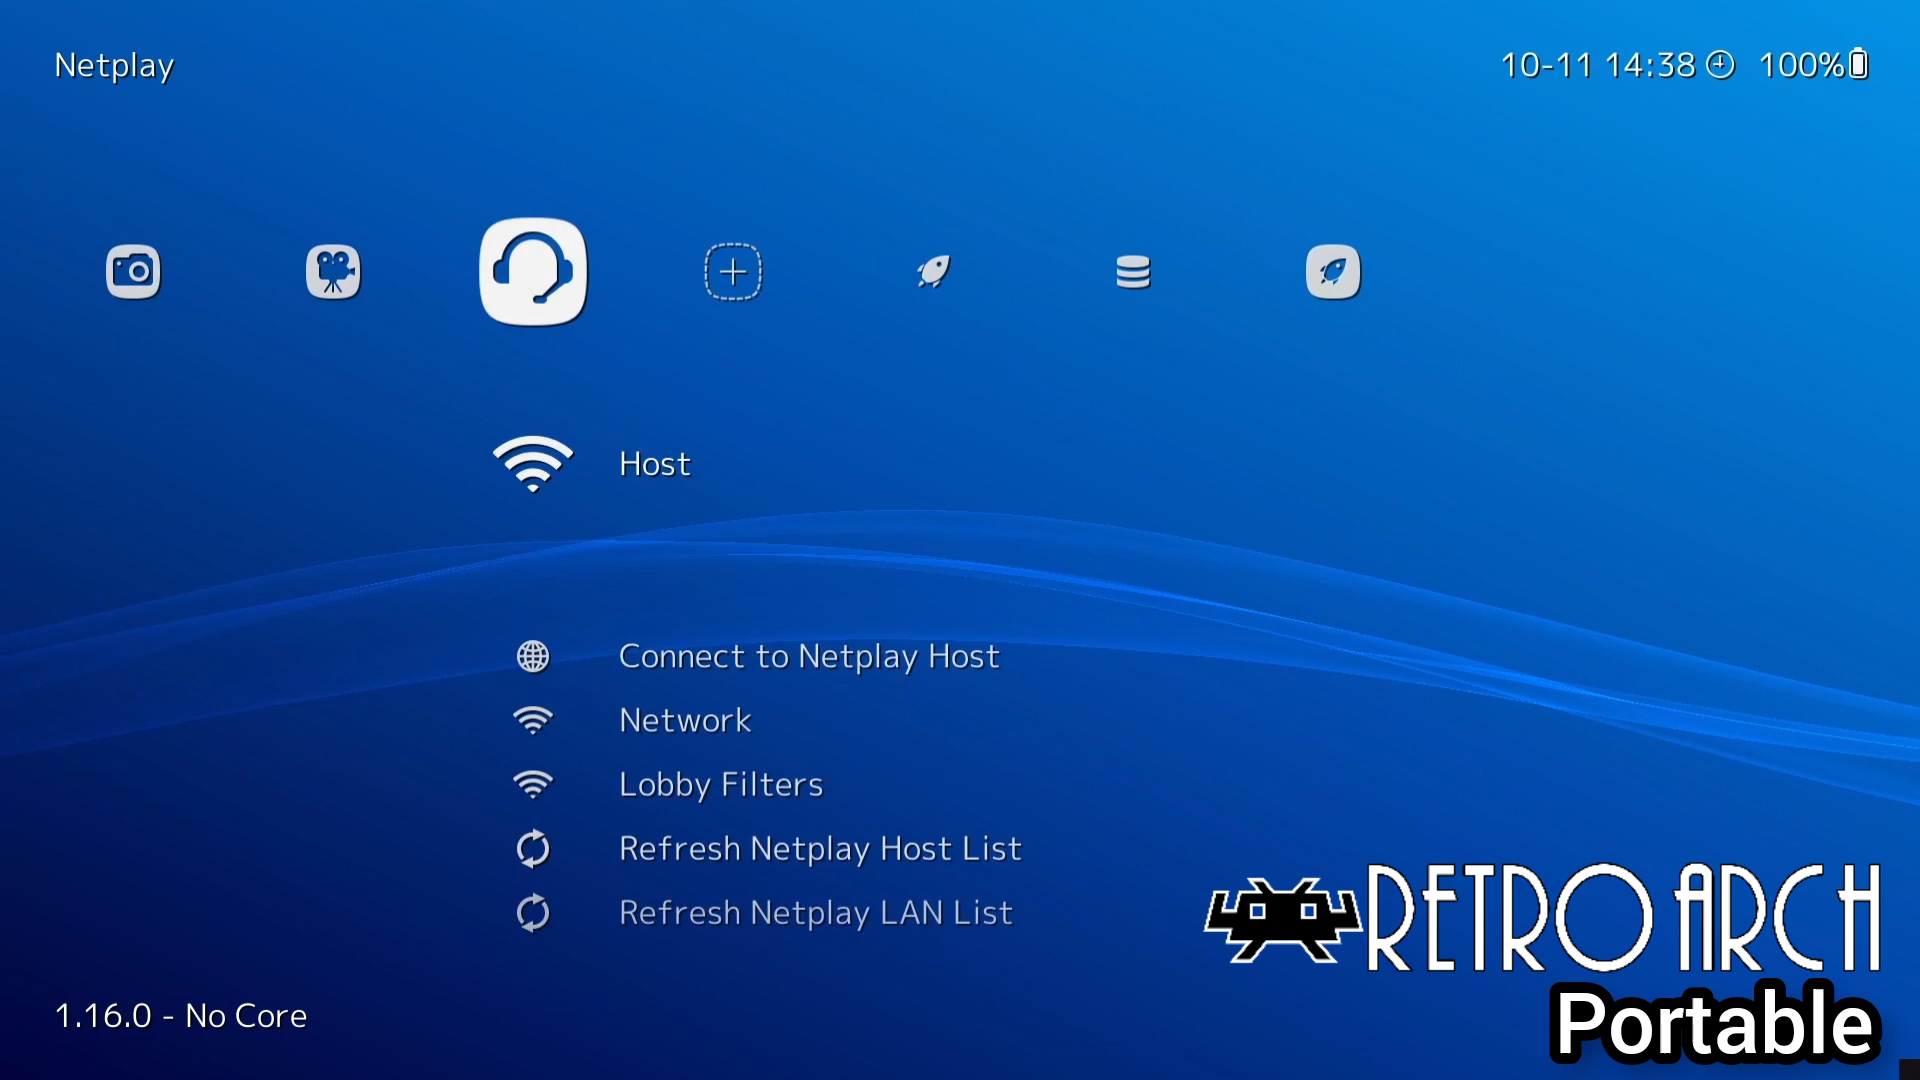 Netplay
10-11 14:38 100%
Host
Connect to Netplay Host
Network
Lobby Filters
Refresh Netplay Host List
Refresh Netplay LAN List
RETRO ARCH
Portable
1.16.0 - No Core